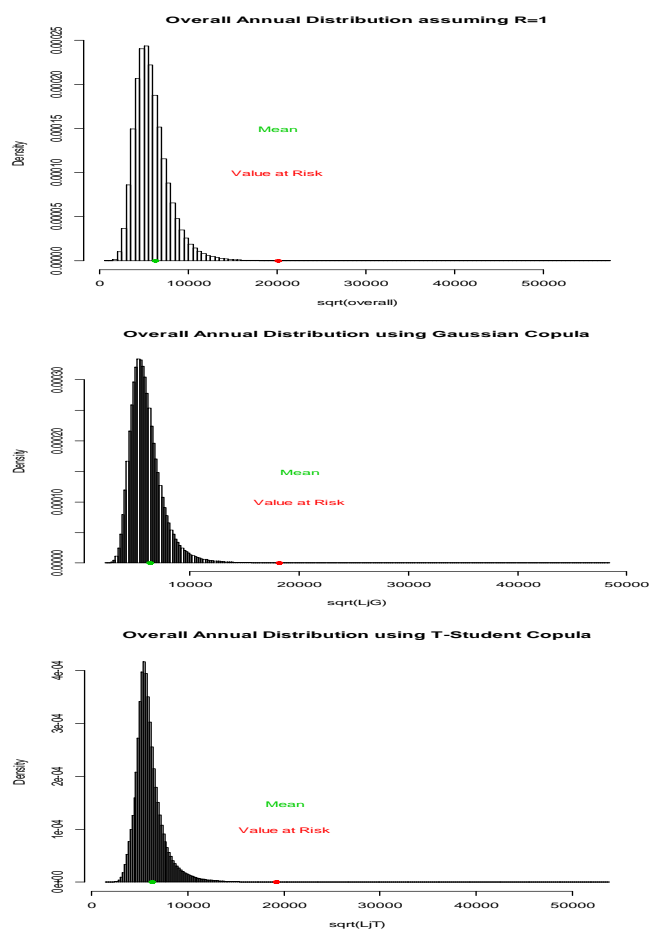 Overall Annual Distribution assuming R=1
0.00025
0.00020
0.00015
0.00010
0.00005
0.00000
Density
Mean
Value at Risk
0 10000 20000 30000 40000 50000
sqrt(overall)
Overall Annual Distribution using Gaussian Copula
0.00030
0.00020
0.00010
0.00000
Density
Mean
Value at Risk
10000 20000 30000 40000 50000
sqrt(LjG)
Overall Annual Distribution using T-Student Copula
4e-04
3e-04
2e-04
1e-04
0e+00
Density
Mean
Value at Risk
0 10000 20000 30000 40000 50000
sqrt(LjT)